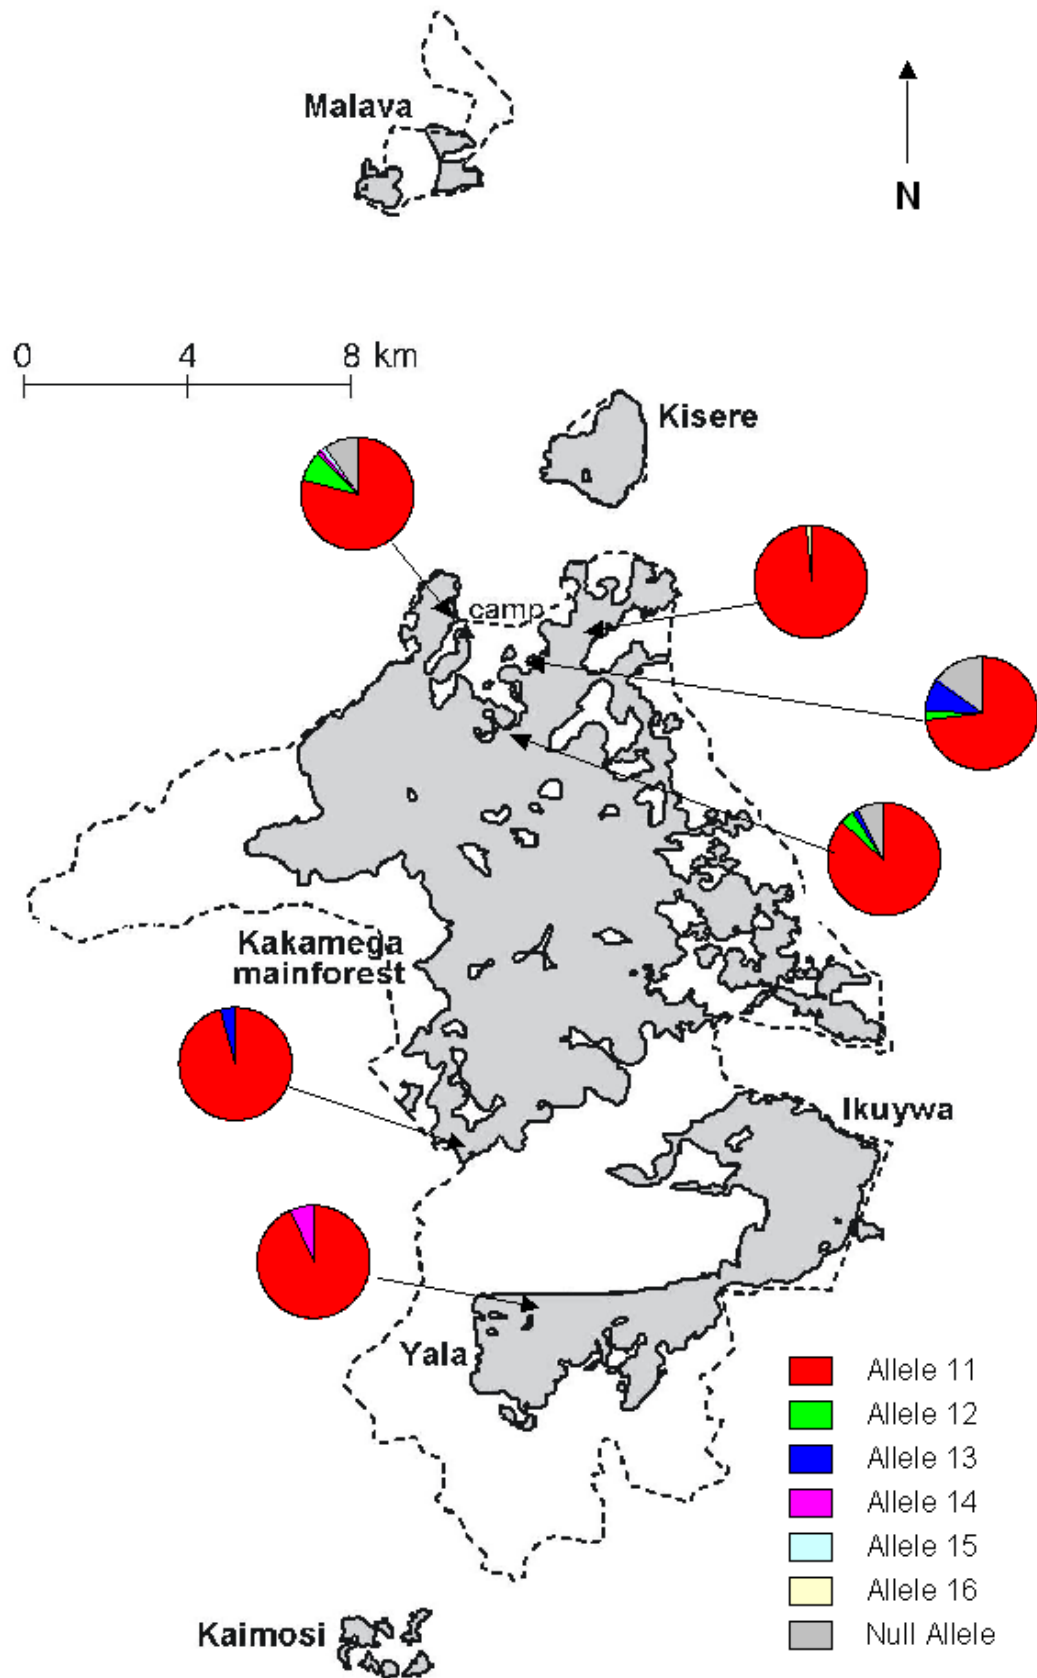 Malava
N
0 4 8 km
Kisere
camp
Kakamega
mainforest
Ikuywa
Yala
Allele 11
Allele 12
Allele 13
Allele 14
Allele 15
Allele 16
Null Allele
Kaimosi